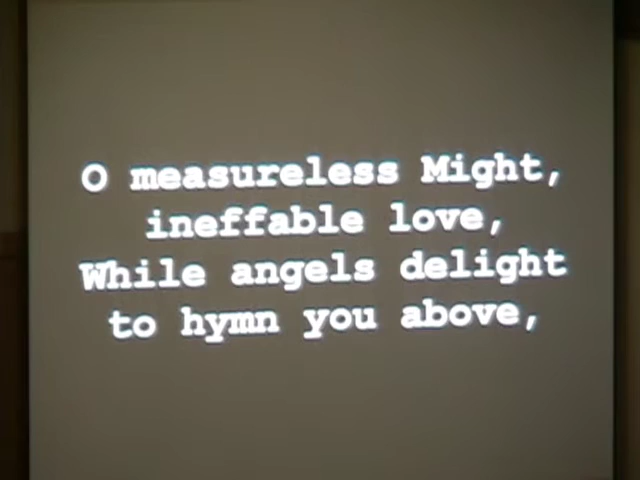 O measureless Might,
ineffable love,
While angels delight
to hymn you above,